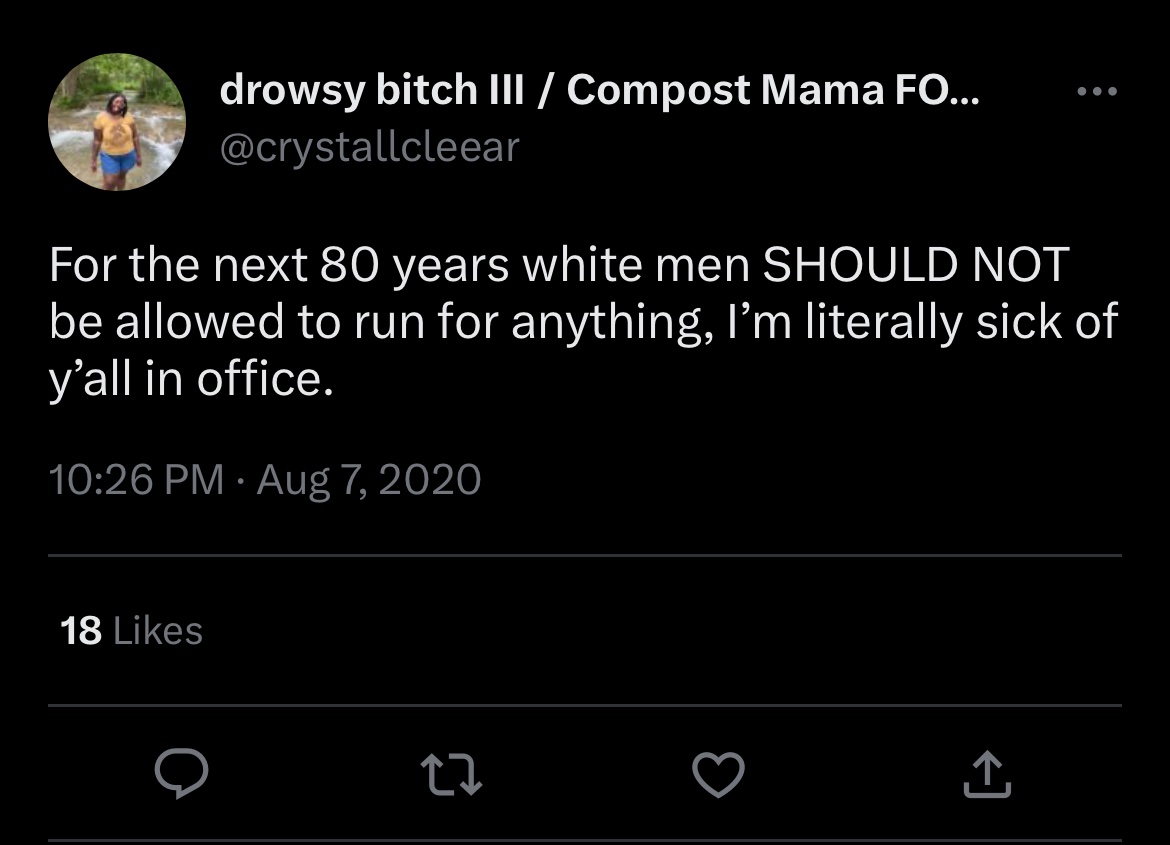 drowsy bitch III / Compost Mama FO...
@crystallcleear
For the next 80 years white men SHOULD NOT
be allowed to run for anything, I’m literally sick of
y’all in office.
10:26 PM · Aug 7, 2020
18 Likes